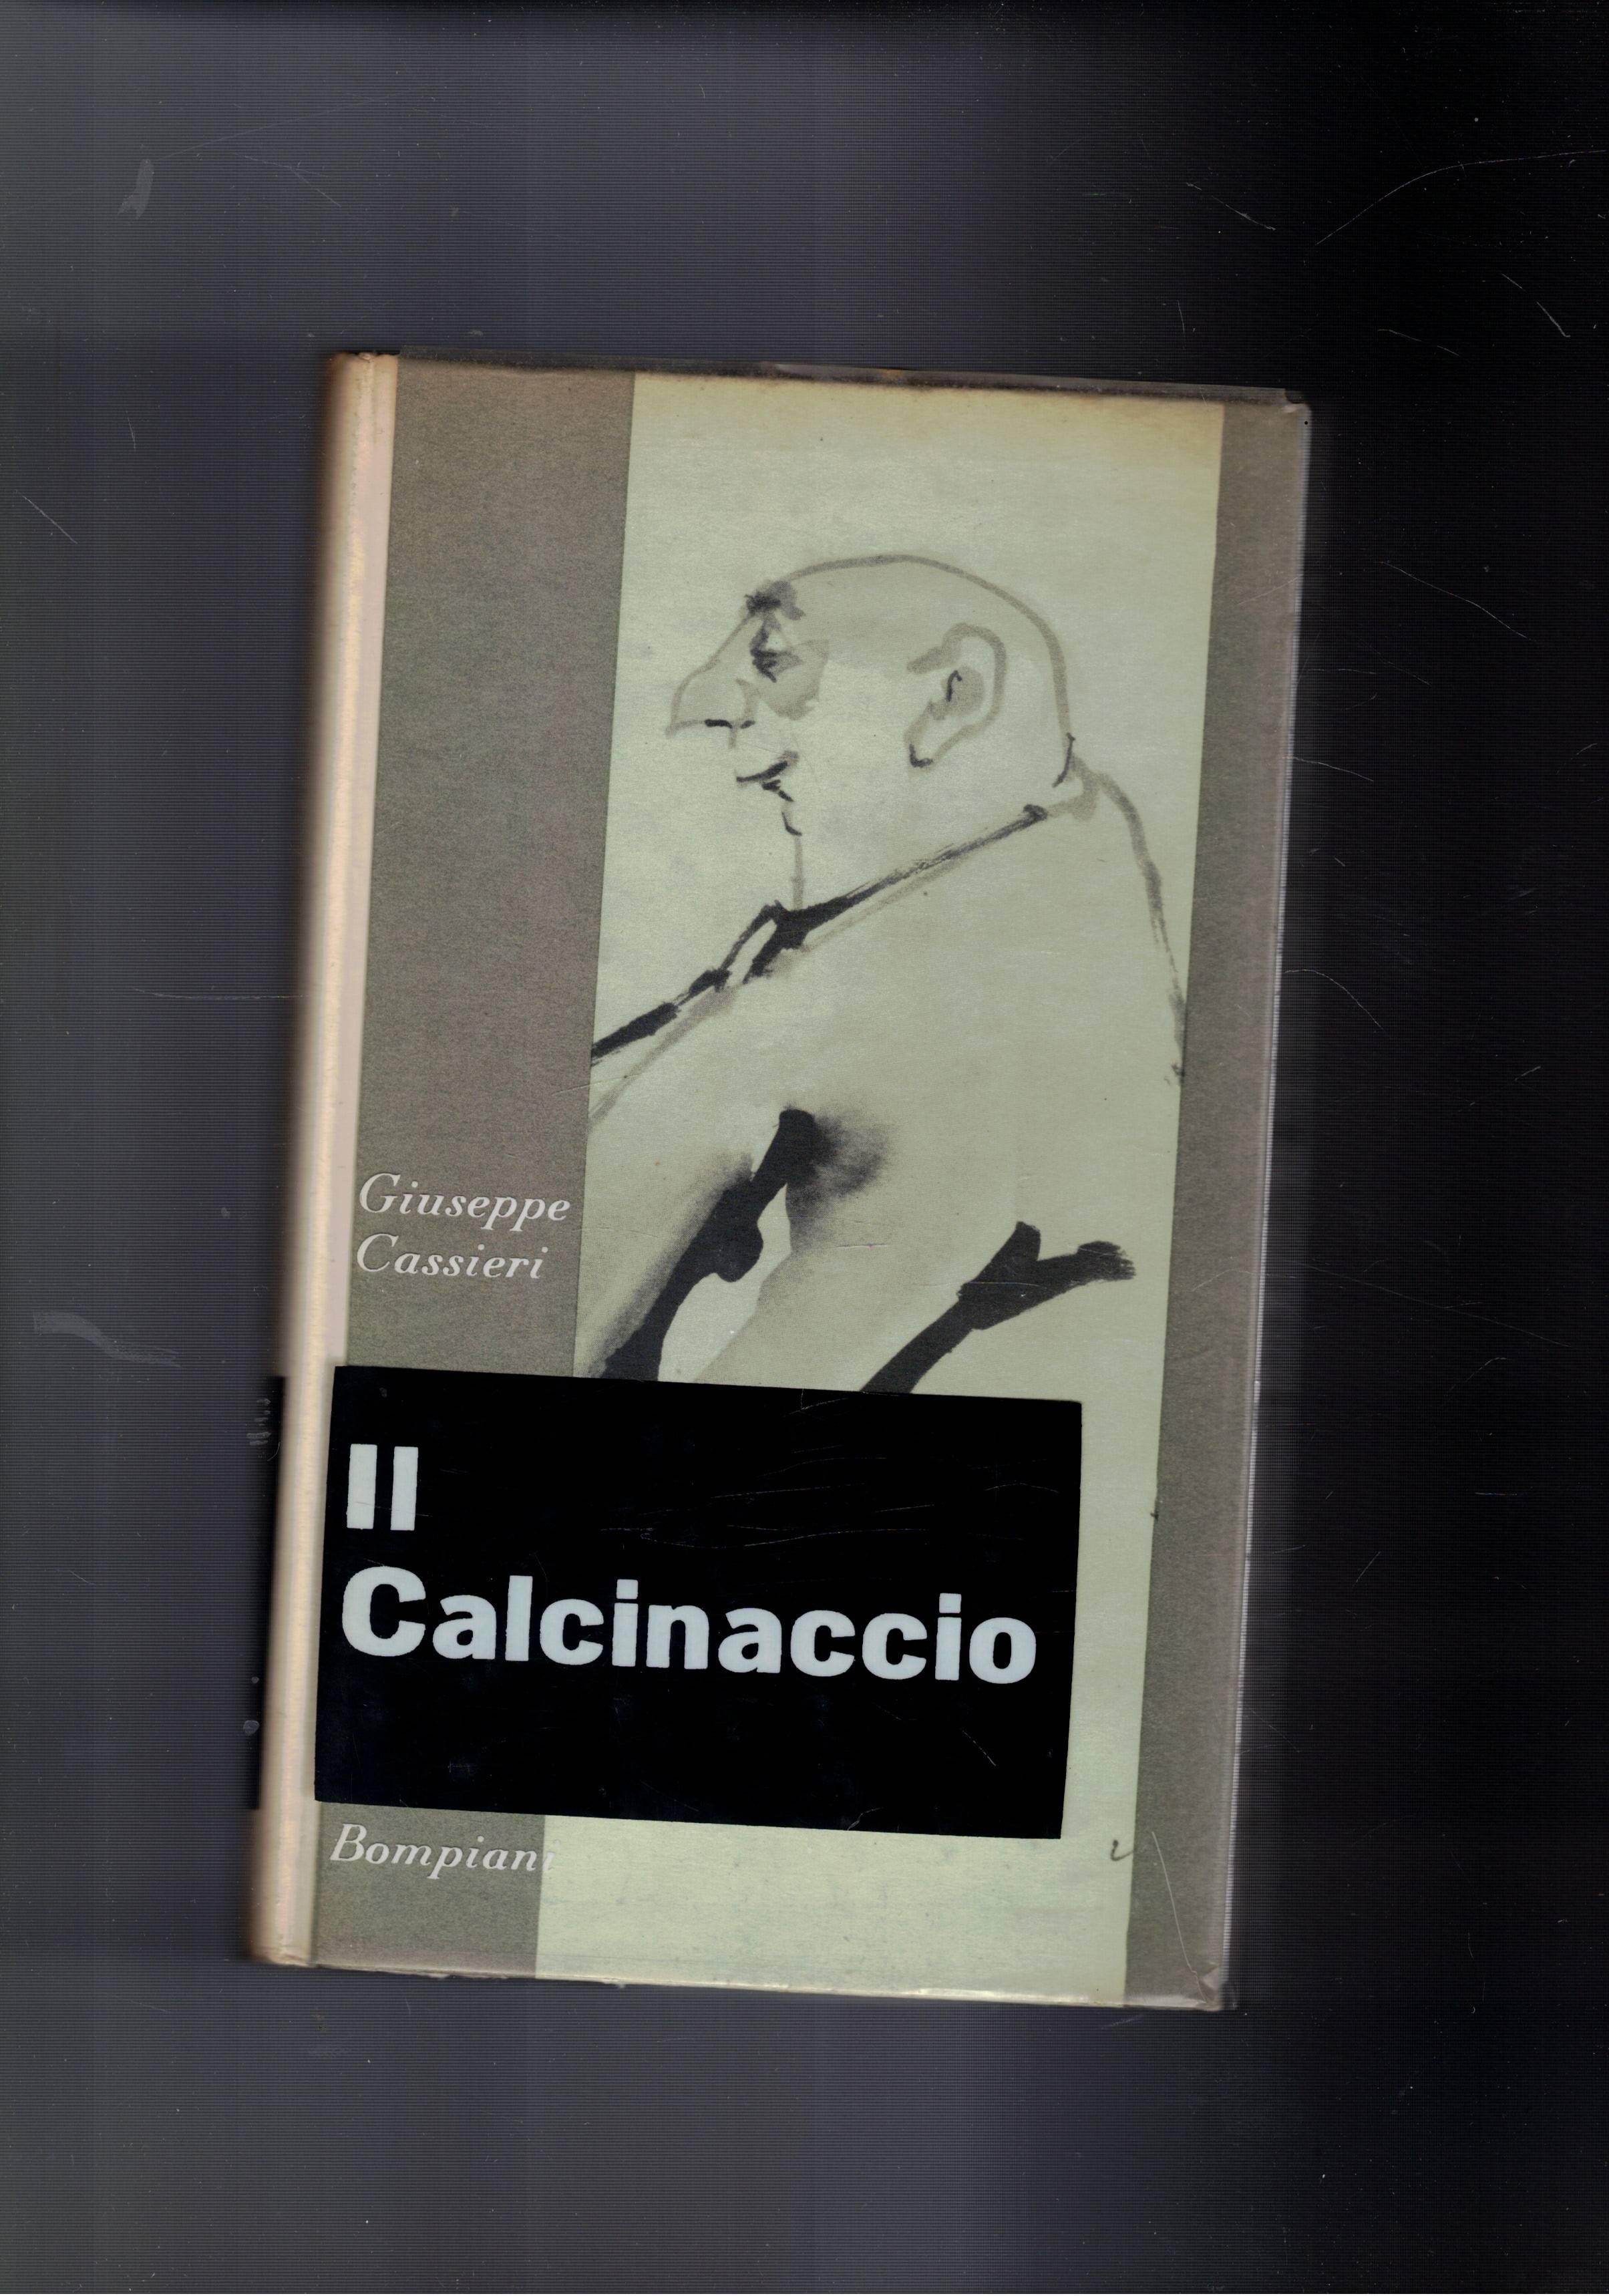 Giuseppe
Cassieri
Il
Calcinaccio
Bompiani